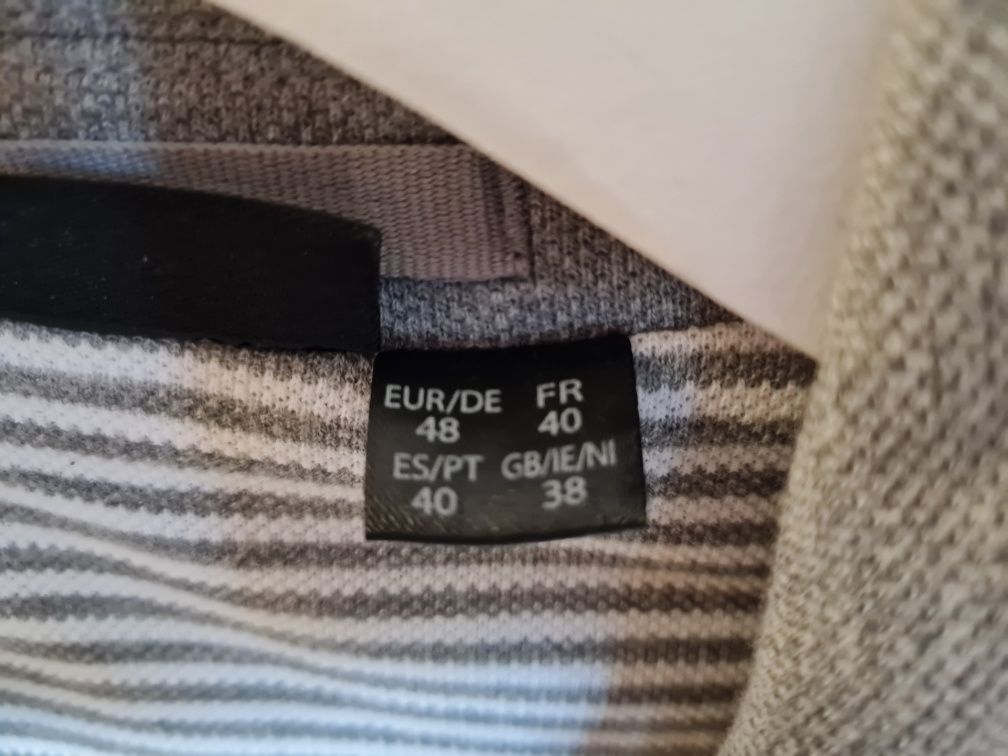 EUR/DE FR
48 40
ES/PT GB/IE/NI
40 38